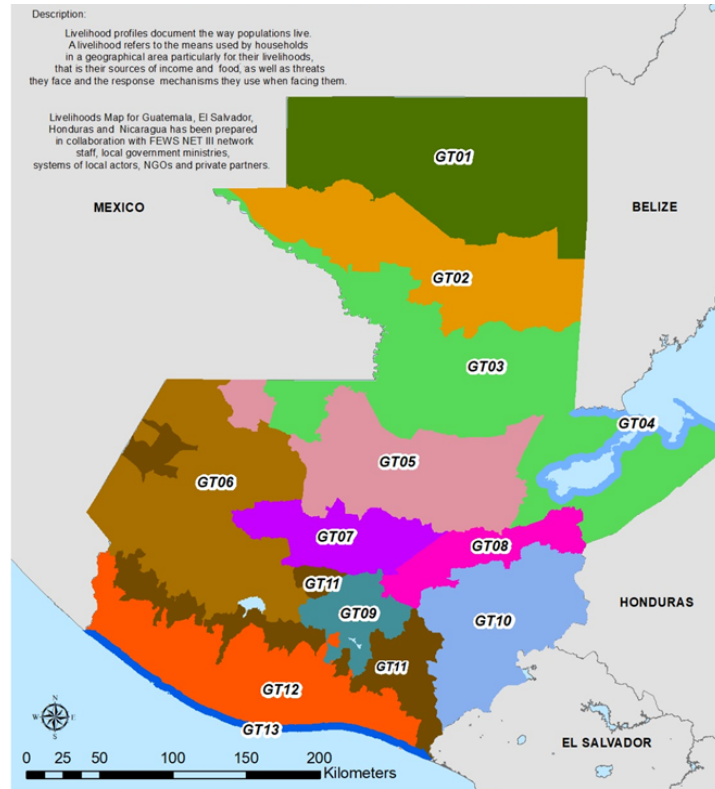 Description:
Livelihood profiles document the way populations live.
A livelihood refers to the means used by households
in a geographical area particularly for their livelihoods,
that is their sources of income and food, as well as threats
they face and the response mechanisms they use when facing them.
Livelihoods Map for Guatemala, El Salvador,
Honduras and Nicaragua has been prepared
in collaboration with FEWS NET III network
staff, local government ministries,
systems of local actors, NGOs and private partners.
GT01
MEXICO
BELIZE
GT02
GT03
GT04
GT05
GT06
GT07
GT08
GT11
HONDURAS
GT09
GT10
GT11
GT12
GT13
EL SALVADOR
N
W E
S
0 25 50 100 150 200
Kilometers